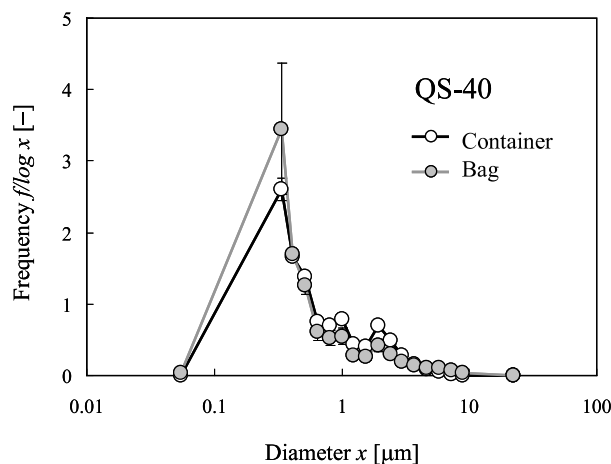 5
4
3
2
1
0
Frequency f/log x [−]
QS-40
Container
Bag
0.01
0.1
1
10
100
Diameter x [μm]